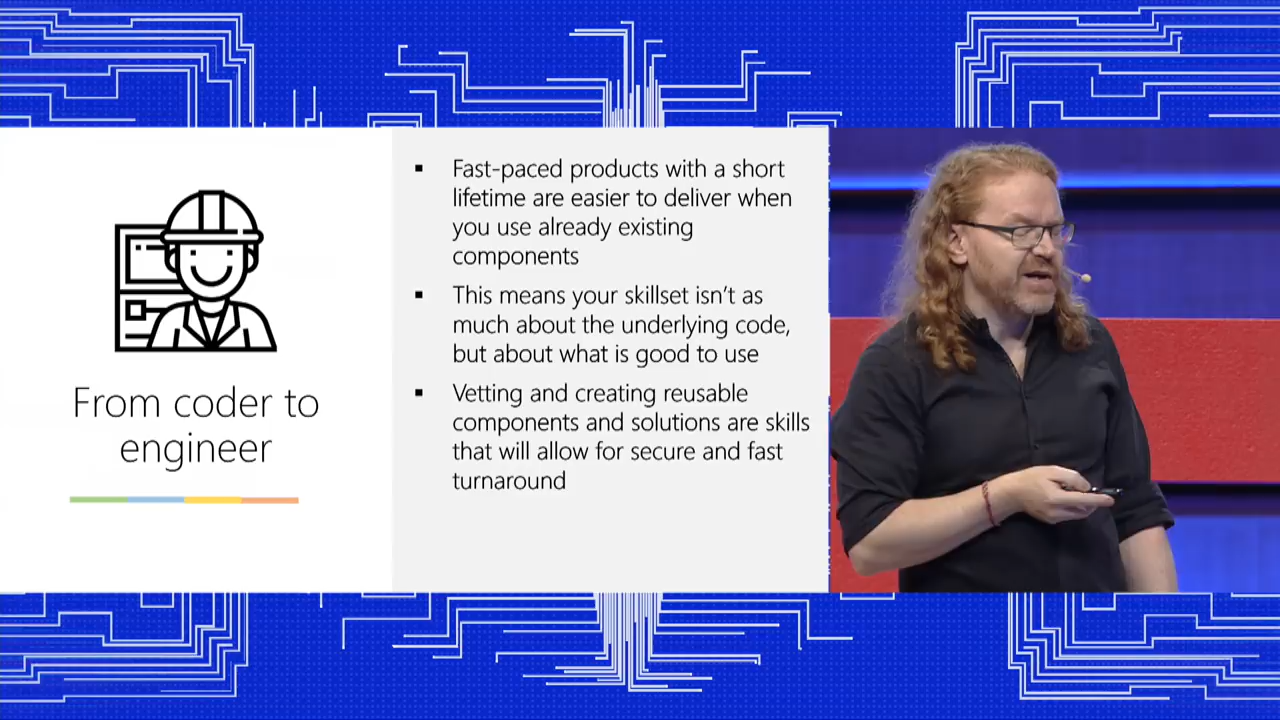 From coder to
engineer
▪ Fast-paced products with a short
lifetime are easier to deliver when
you use already existing
components
▪ This means your skillset isn't as
much about the underlying code,
but about what is good to use
▪ Vetting and creating reusable
components and solutions are skills
that will allow for secure and fast
turnaround